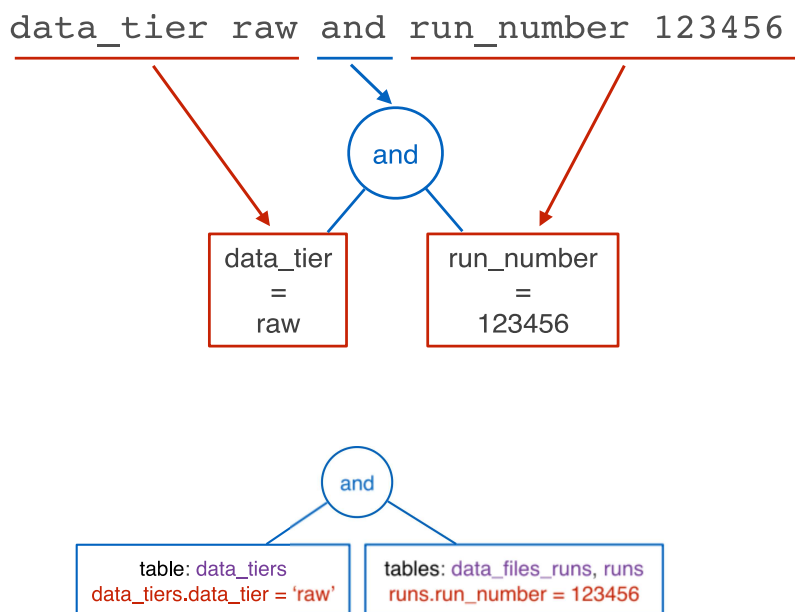 data_tier raw and run_number 123456
and
data_tier
=
raw
run_number
=
123456
and
table: data_tiers
data_tiers.data_tier = ‘raw’
tables: data_files_runs, runs
runs.run_number = 123456